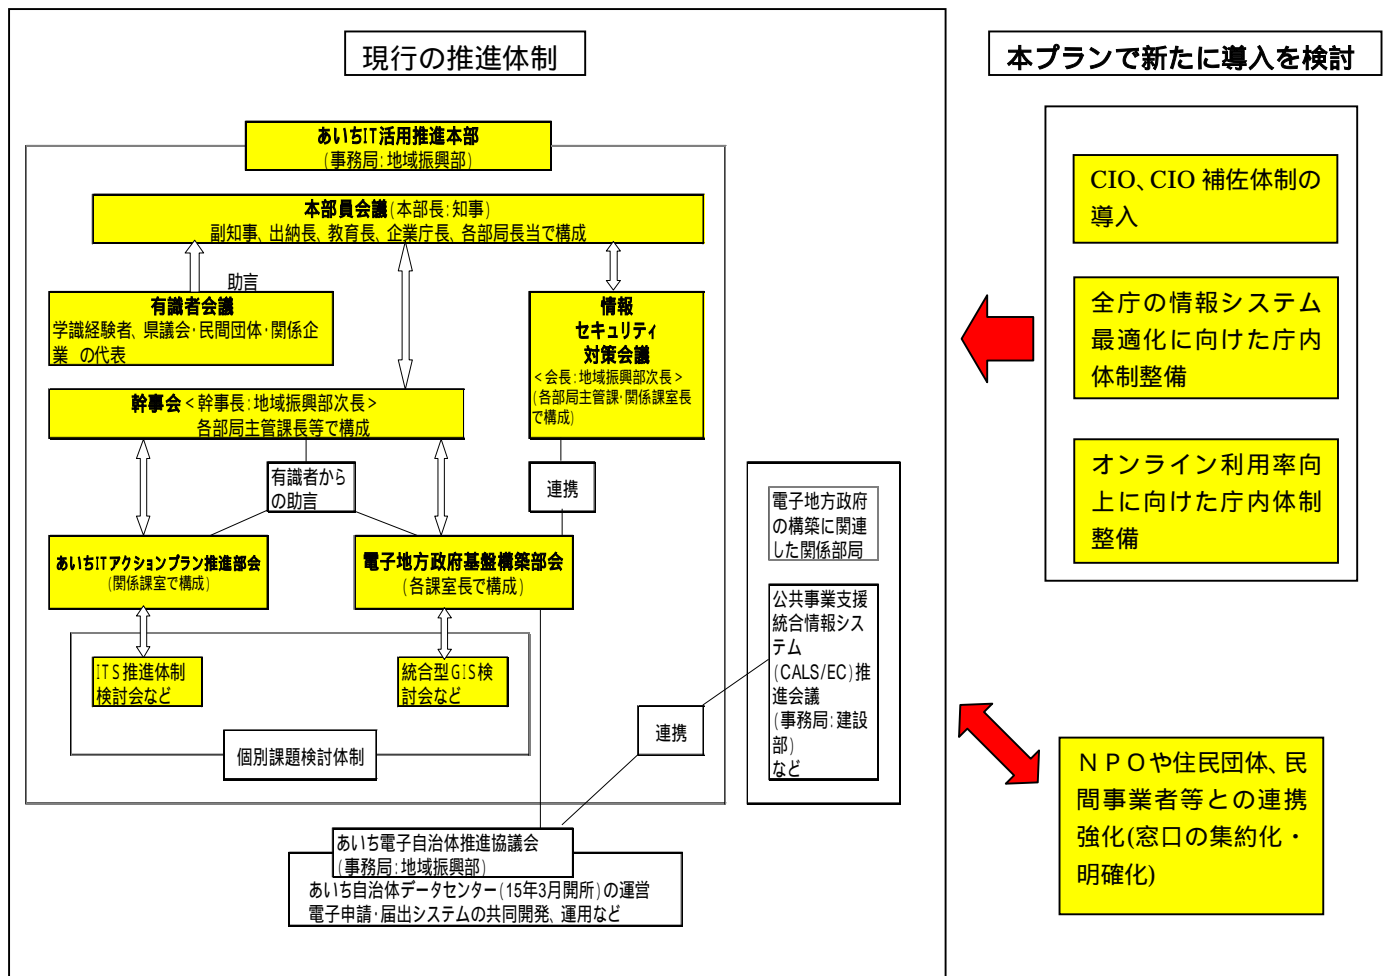 現行の推進体制
本プランで新たに導入を検討
あいちIT活用推進本部
(事務局:地域振興部)
本部員会議(本部長:知事)
副知事、出納長、教育長、企業庁長、各部局長当で構成
助言
有識者会議
学識経験者、県議会・民間団体・関係企
業 の代表
情報
セキュリティ
対策会議
<会長:地域振興部次長>
(各部局主管課・関係課室長
で構成)
幹事会<幹事長:地域振興部次長>
各部局主管課長等で構成
有識者から
の助言
連携
あいちITアクションプラン推進部会
(関係課室で構成)
電子地方政府基盤構築部会
(各課室長で構成)
ITS推進体制
検討会など
統合型GIS検
討会など
個別課題検討体制
連携
電子地方政府
の構築に関連
した関係部局
公共事業支援
統合情報シス
テム
(CALS/EC)推
進会議
(事務局:建設
部)
など
あいち電子自治体推進協議会
(事務局:地域振興部)
あいち自治体データセンター(15年3月開所)の運営
電子申請・届出システムの共同開発、運用など
CIO、CIO 補佐体制の
導入
全庁の情報システム
最適化に向けた庁内
体制整備
オンライン利用率向
上に向けた庁内体制
整備
NPOや住民団体、民
間事業者等との連携
強化(窓口の集約化・
明確化)